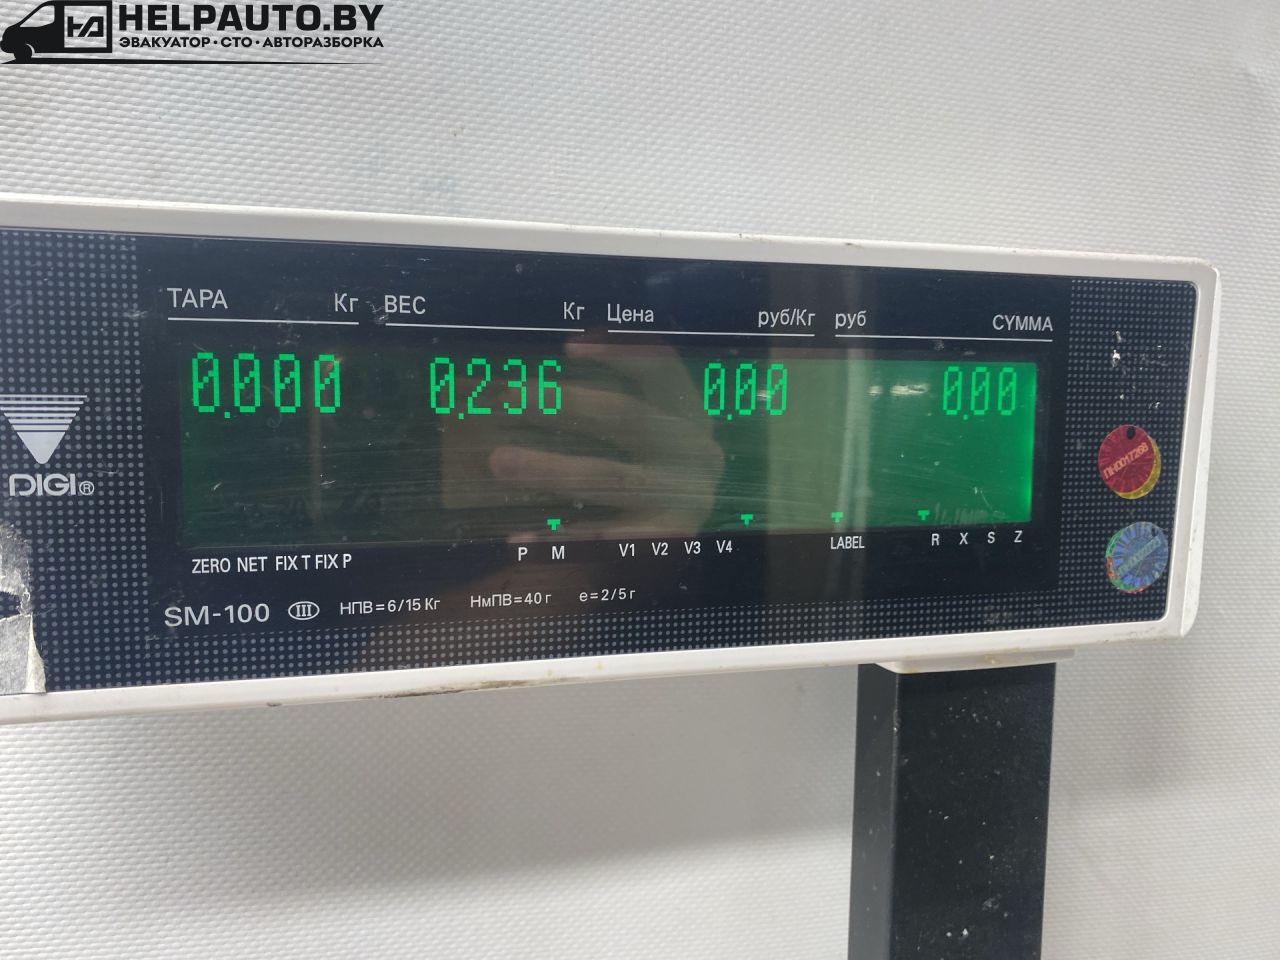 HELPAUTO.BY
ЭВАКУАТОР·СТО·АВТОРАЗБОРКА
ТАРА Кг ВЕС Кг Цена руб/Кг руб СУММА
0.000 0.236 0.00 0.00
DIGI®
ПН0017268
ZERO NET FIX T FIX P P M V1 V2 V3 V4 LABEL R X S Z
SM-100 III НПВ=6/15 Кг НмПВ=40 г e=2/5 г